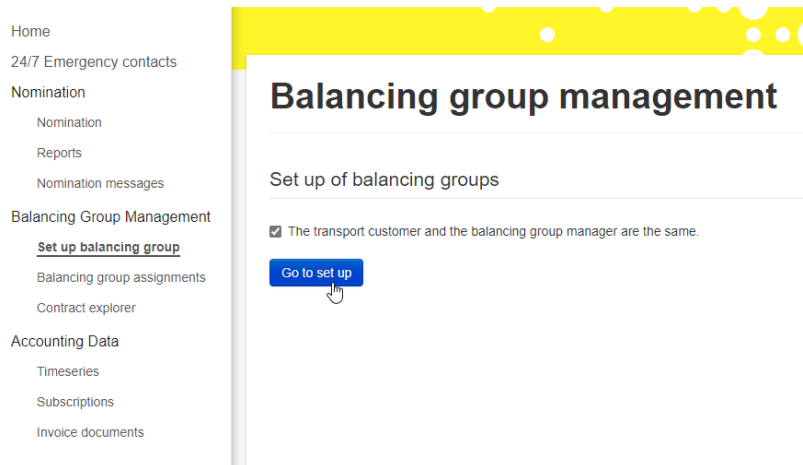 Home
24/7 Emergency contacts
Nomination
Nomination
Reports
Nomination messages
Balancing Group Management
Set up balancing group
Balancing group assignments
Contract explorer
Accounting Data
Timeseries
Subscriptions
Invoice documents
Balancing group management
Set up of balancing groups
The transport customer and the balancing group manager are the same.
Go to set up